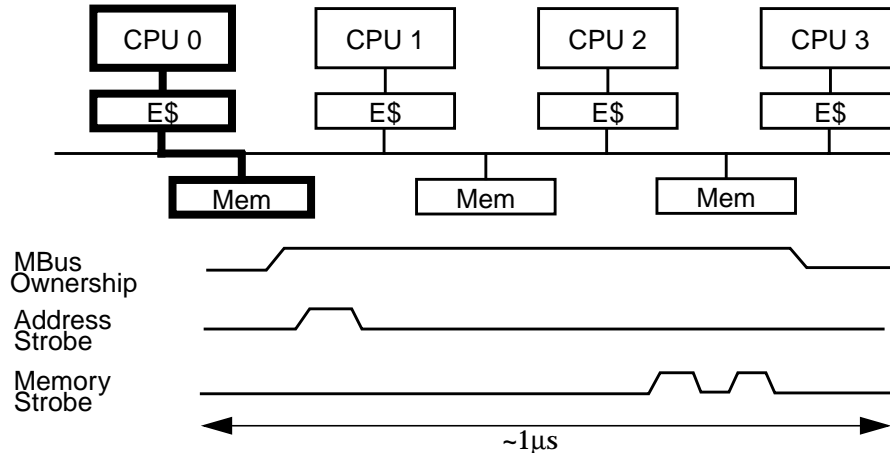 CPU 0 CPU 1 CPU 2 CPU 3
E$ E$ E$ E$
Mem Mem Mem
MBus
Ownership
Address
Strobe
Memory
Strobe
~1µs